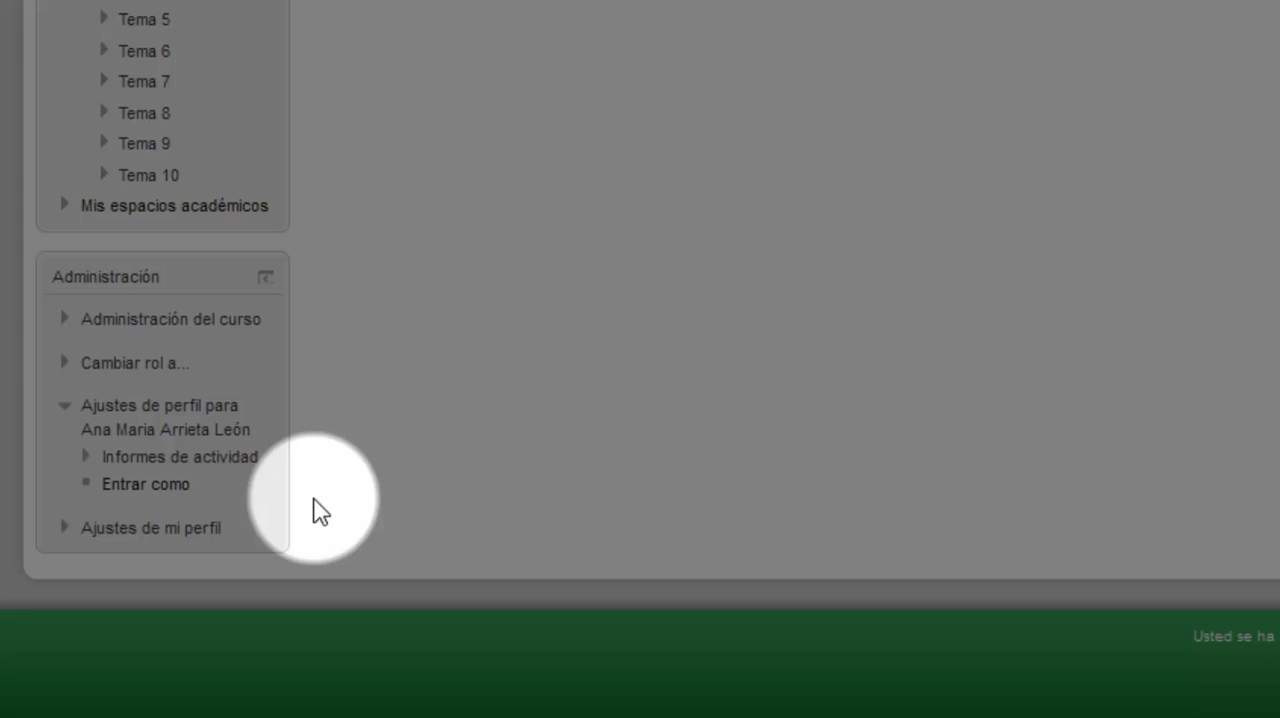 Tema 5
Tema 6
Tema 7
Tema 8
Tema 9
Tema 10
Mis espacios académicos
Administración
Administración del curso
Cambiar rol a...
Ajustes de perfil para
Ana Maria Arrieta León
Informes de actividad
Entrar como
Ajustes de mi perfil
Usted se ha